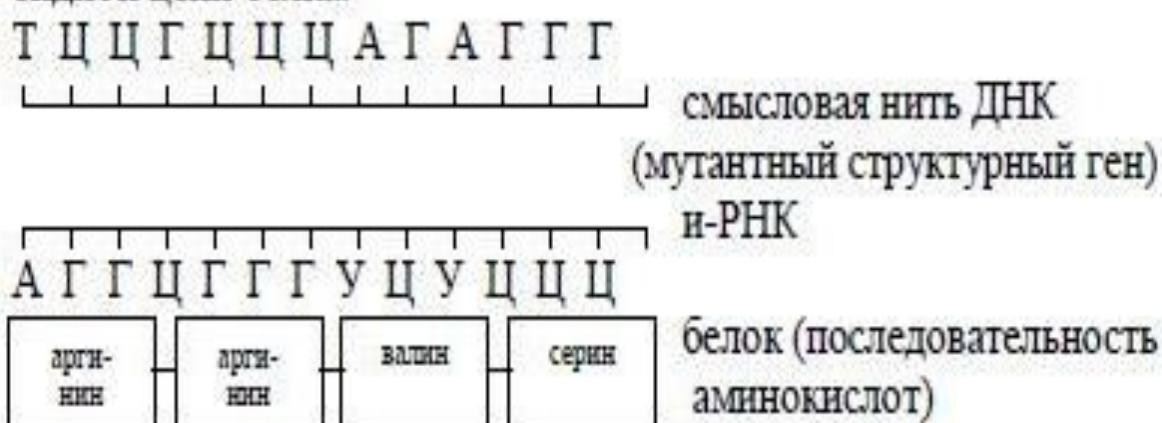 Т Ц Ц Г Ц Ц Ц А Г А Г Г Г
смысловая нить ДНК
(мутантный структурный ген)
и-РНК
А Г Г Ц Г Г Г У Ц У Ц Ц Ц
арги-
нин
арги-
нин
валин
серин
белок (последовательность
аминокислот)